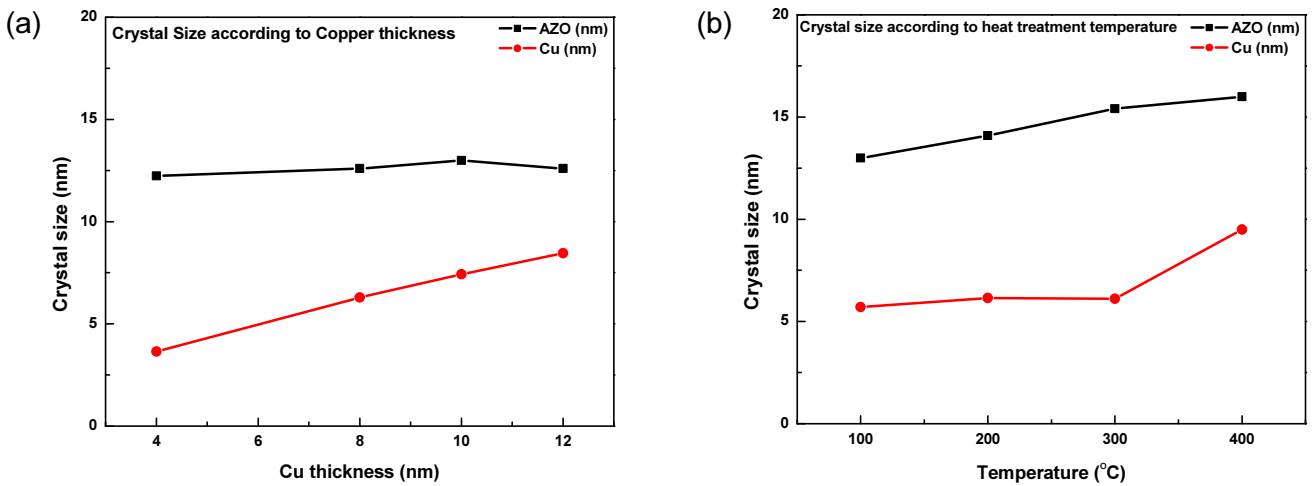 (a)
Crystal Size according to Copper thickness
AZO (nm)
Cu (nm)
20
15
10
5
0
Crystal size (nm)
4
6
8
10
12
Cu thickness (nm)
(b)
Crystal size according to heat treatment temperature
AZO (nm)
Cu (nm)
20
15
10
5
0
Crystal size (nm)
100
200
300
400
Temperature (°C)